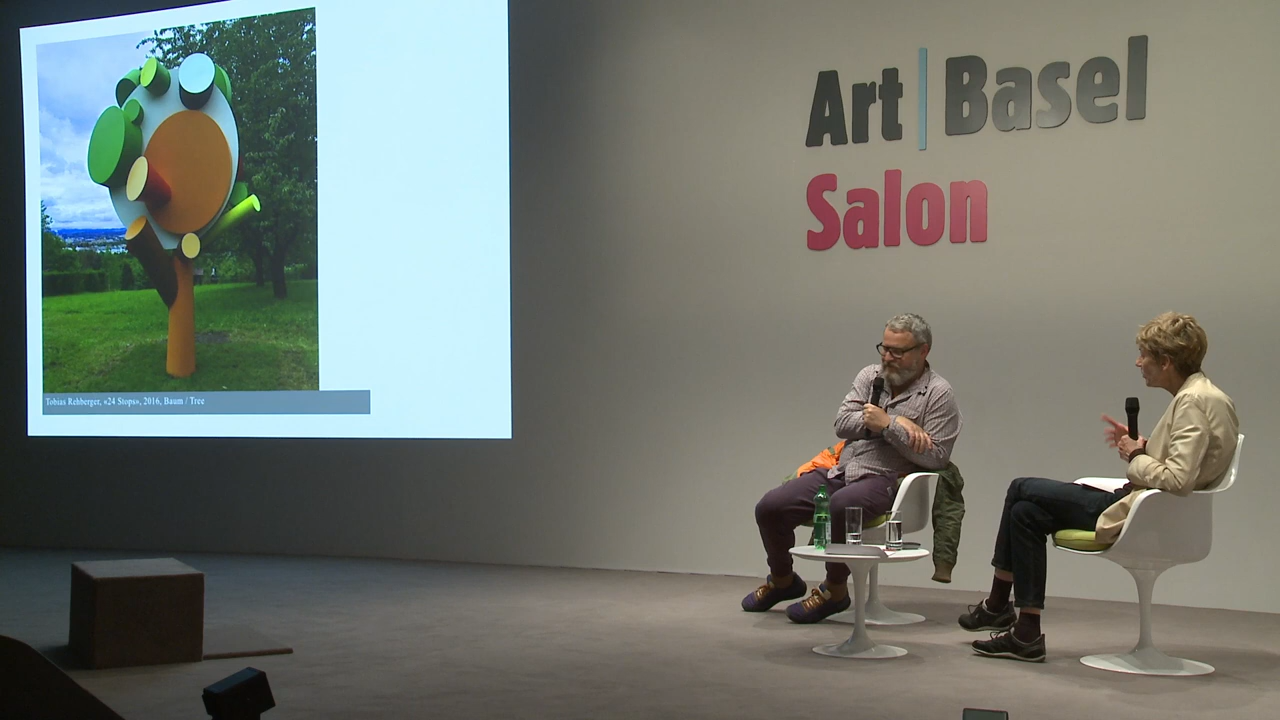 Tobias Rehberger, «24 Stops», 2016, Baum / Tree
Art | Basel
Salon